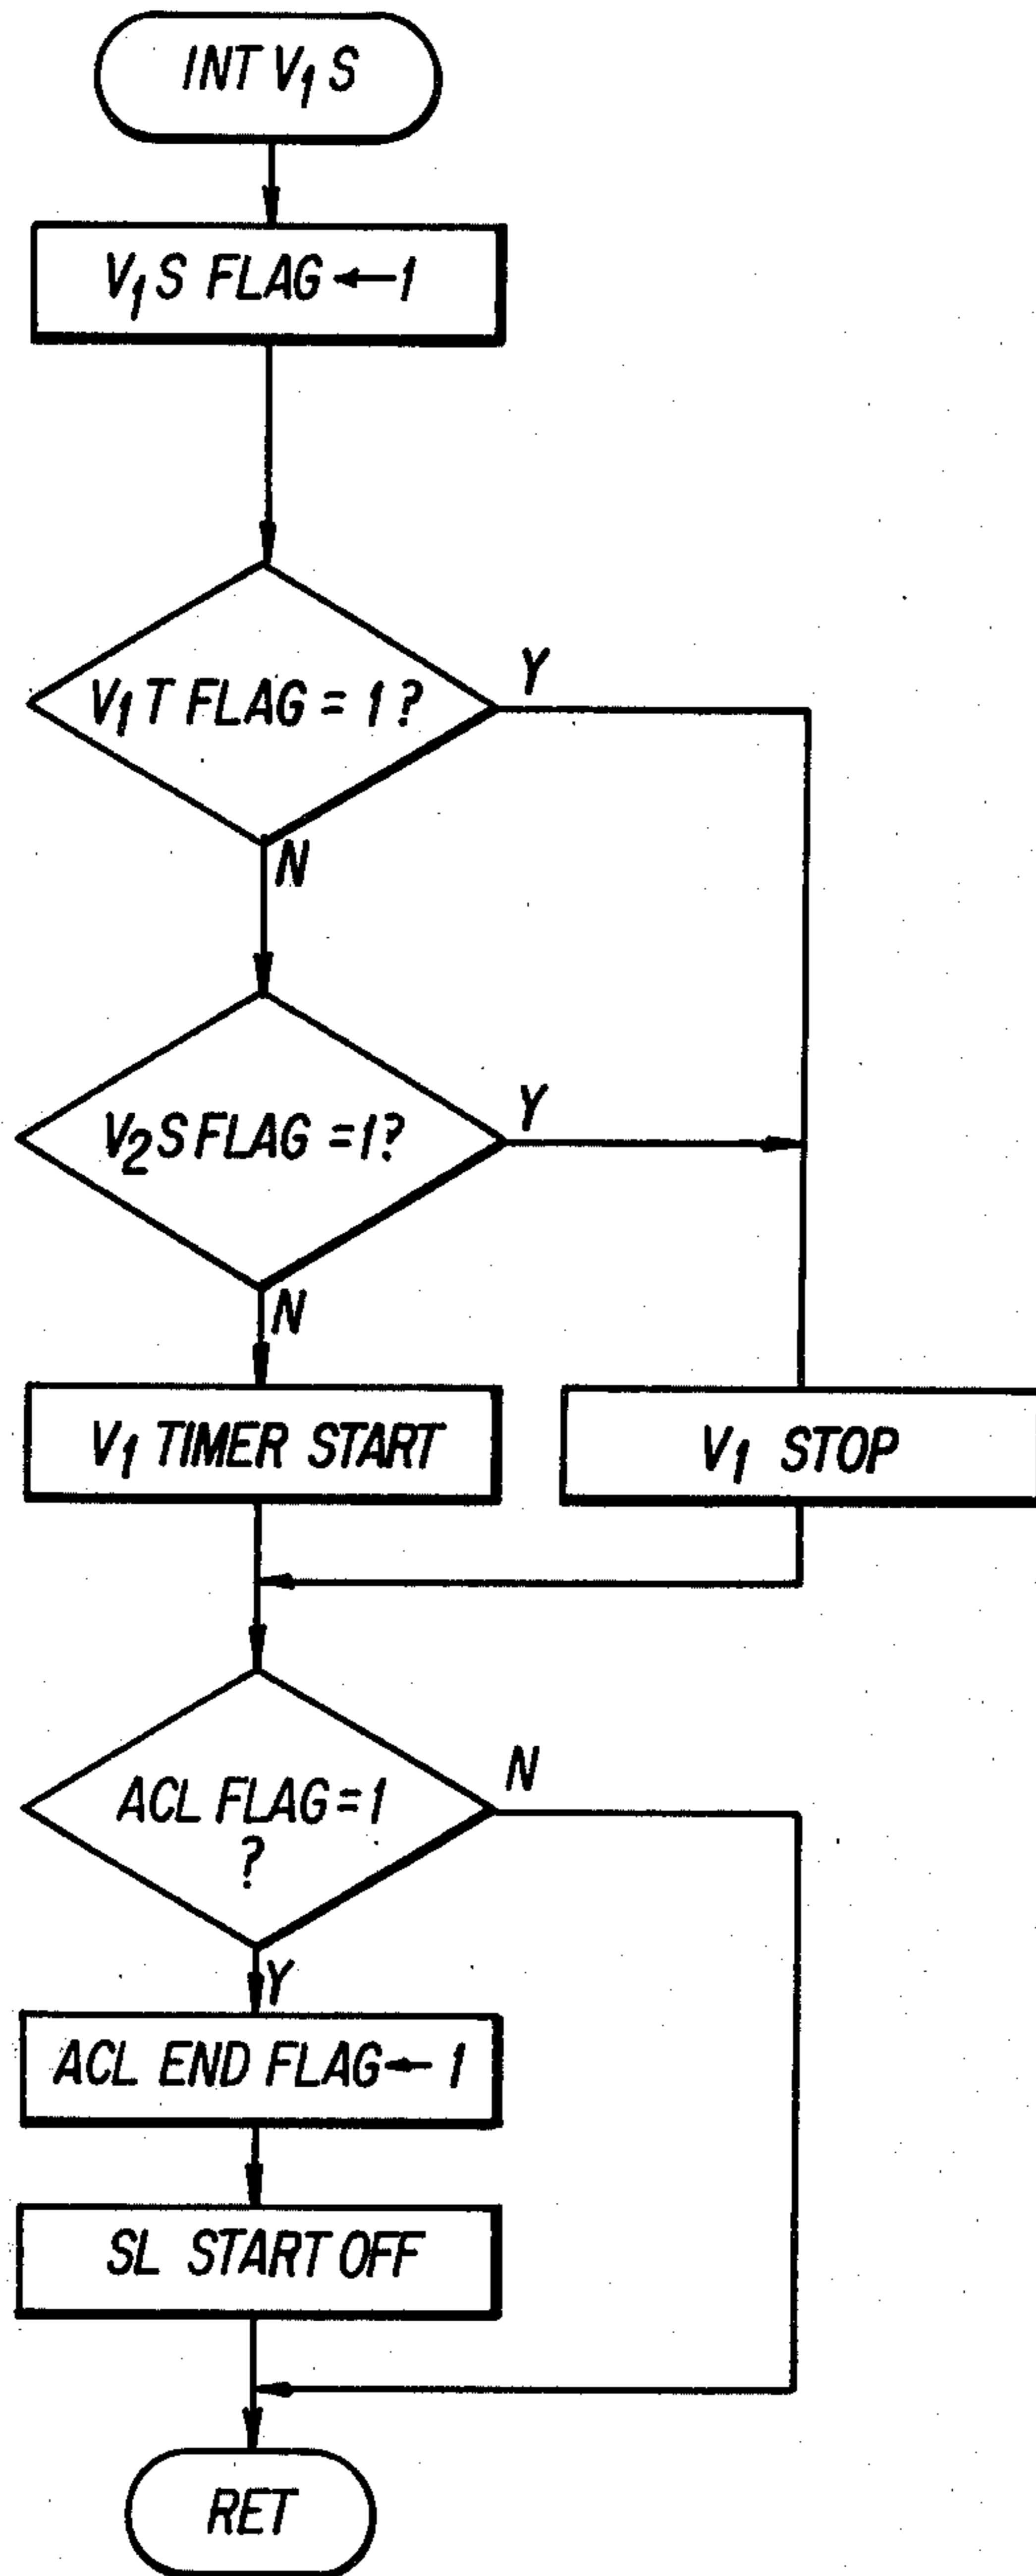 INT V₁ S
V₁ S FLAG ← 1
V₁ T FLAG = 1 ?
Y
N
V₂ S FLAG = 1?
Y
N
V₁ TIMER START
V₁ STOP
ACL FLAG = 1
?
N
Y
ACL END FLAG ← 1
SL START OFF
RET